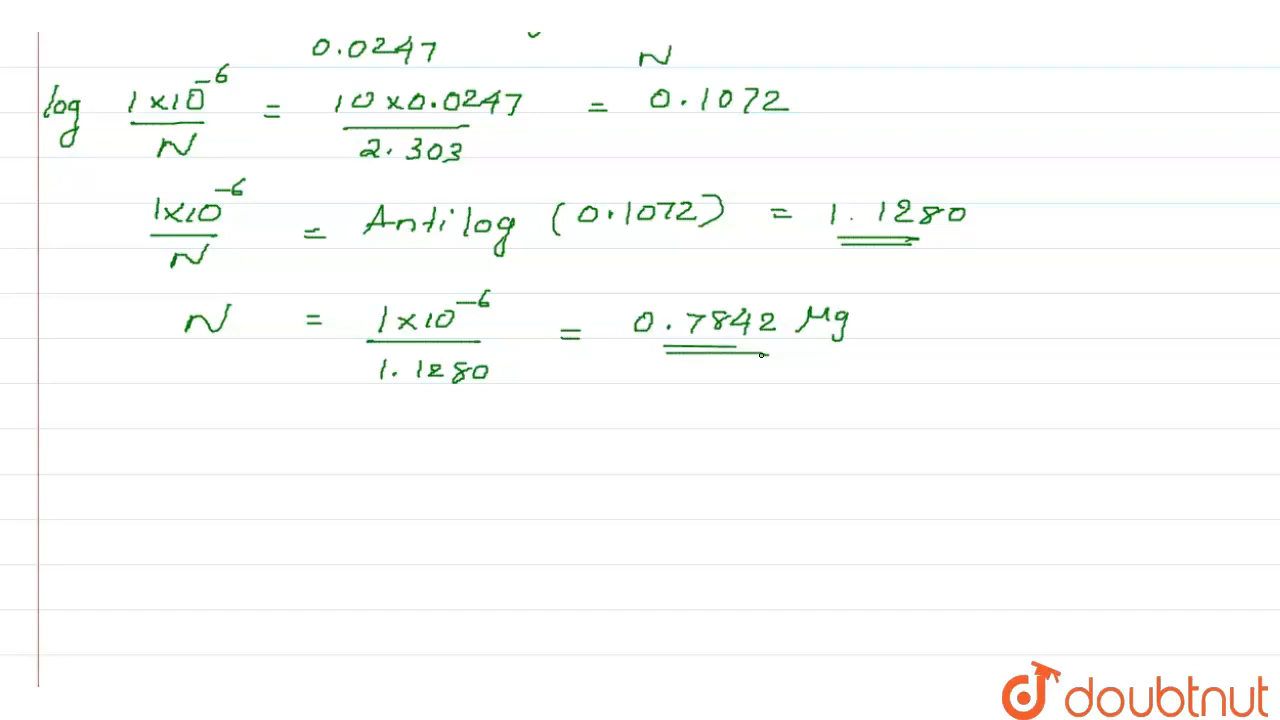 0.0247 N
log 1×10⁻⁶/N = 10×0.0247/2.303 = 0.1072
1×10⁻⁶/N = Antilog (0.1072) = 1.1280
N = 1×10⁻⁶/1.1280 = 0.7842 μg
doubtnut